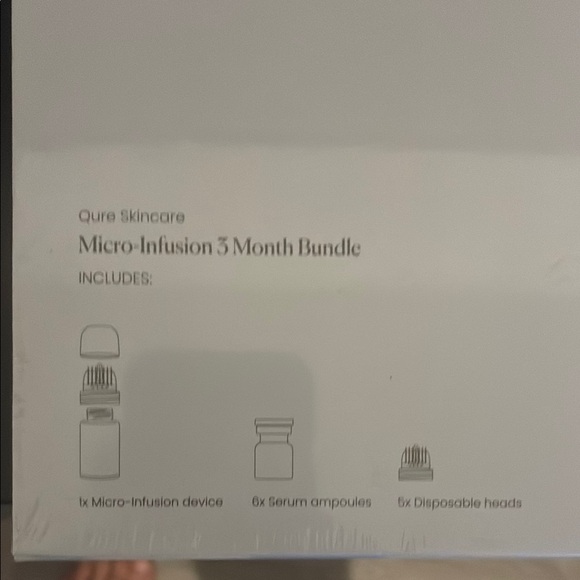 Qure Skincare
Micro-Infusion 3 Month Bundle
INCLUDES:
1x Micro-Infusion device
6x Serum ampoules
5x Disposable heads